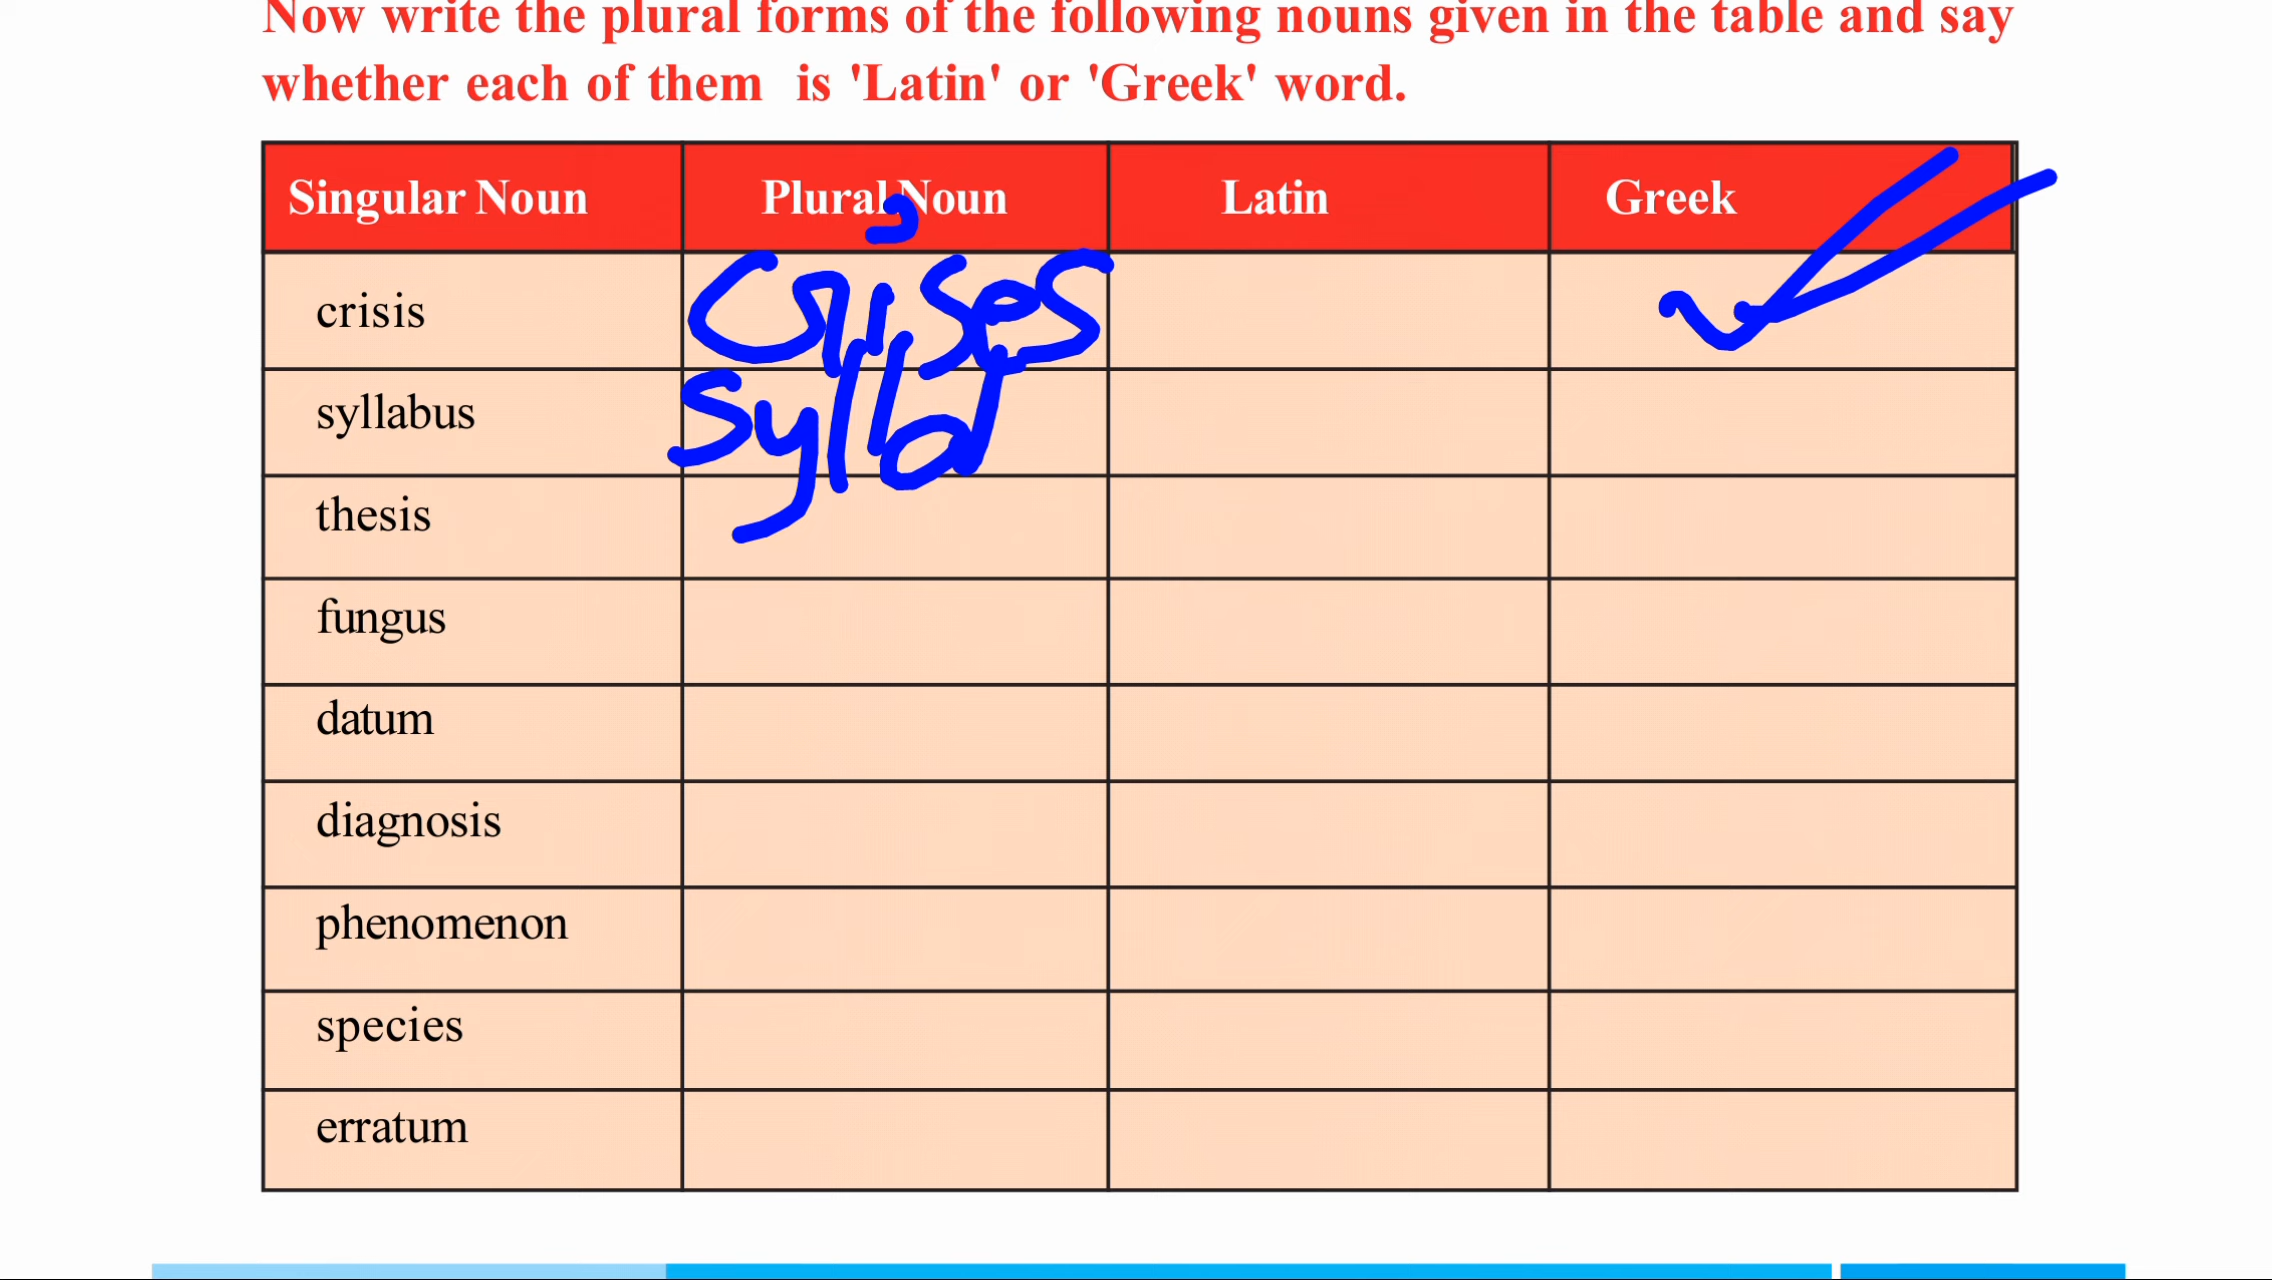 Now write the plural forms of the following nouns given in the table and say
whether each of them is 'Latin' or 'Greek' word.
Singular Noun Plural Noun Latin Greek
crisis crises
syllabus sylla
thesis
fungus
datum
diagnosis
phenomenon
species
erratum